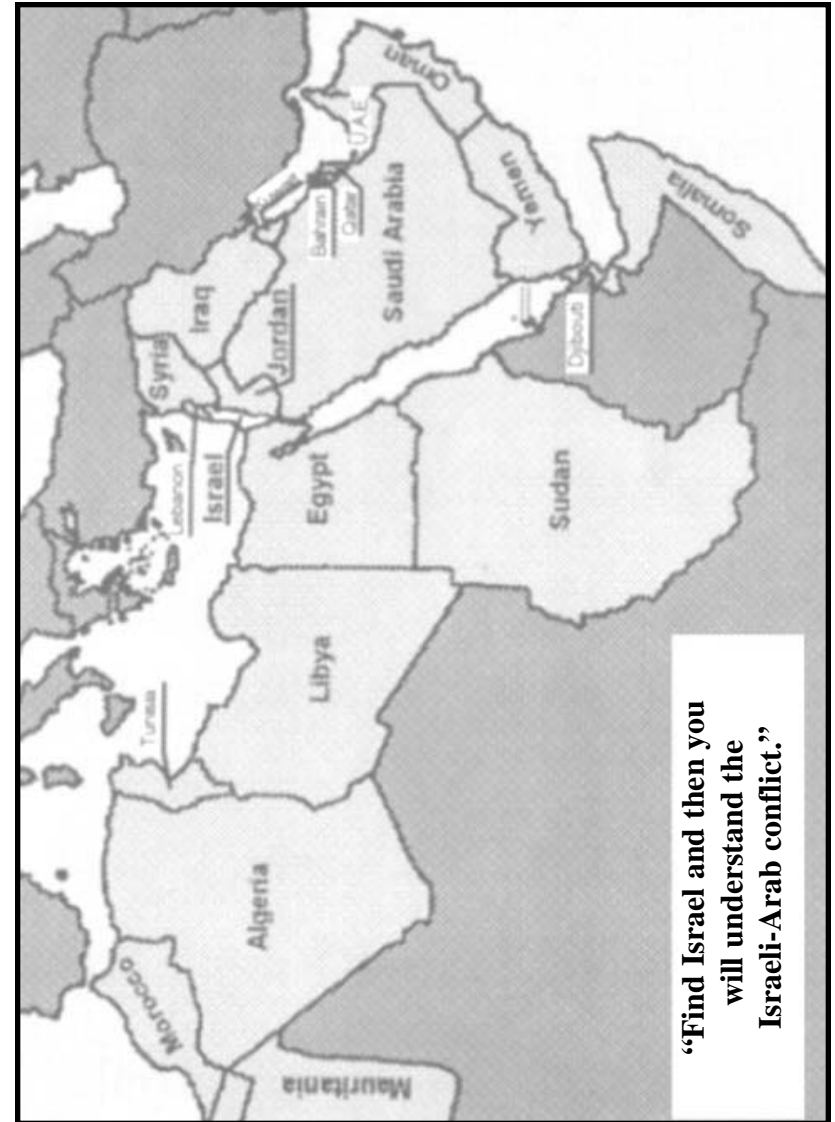 Morocco
Mauritania
Algeria
Tunisia
Libya
Egypt
Sudan
Lebanon
Israel
Syria
Jordan
Iraq
Saudi Arabia
Bahrain
Qatar
U.A.E
Oman
Yemen
Djbouti
Somalia
“Find Israel and then you
will understand the
Israeli-Arab conflict.”